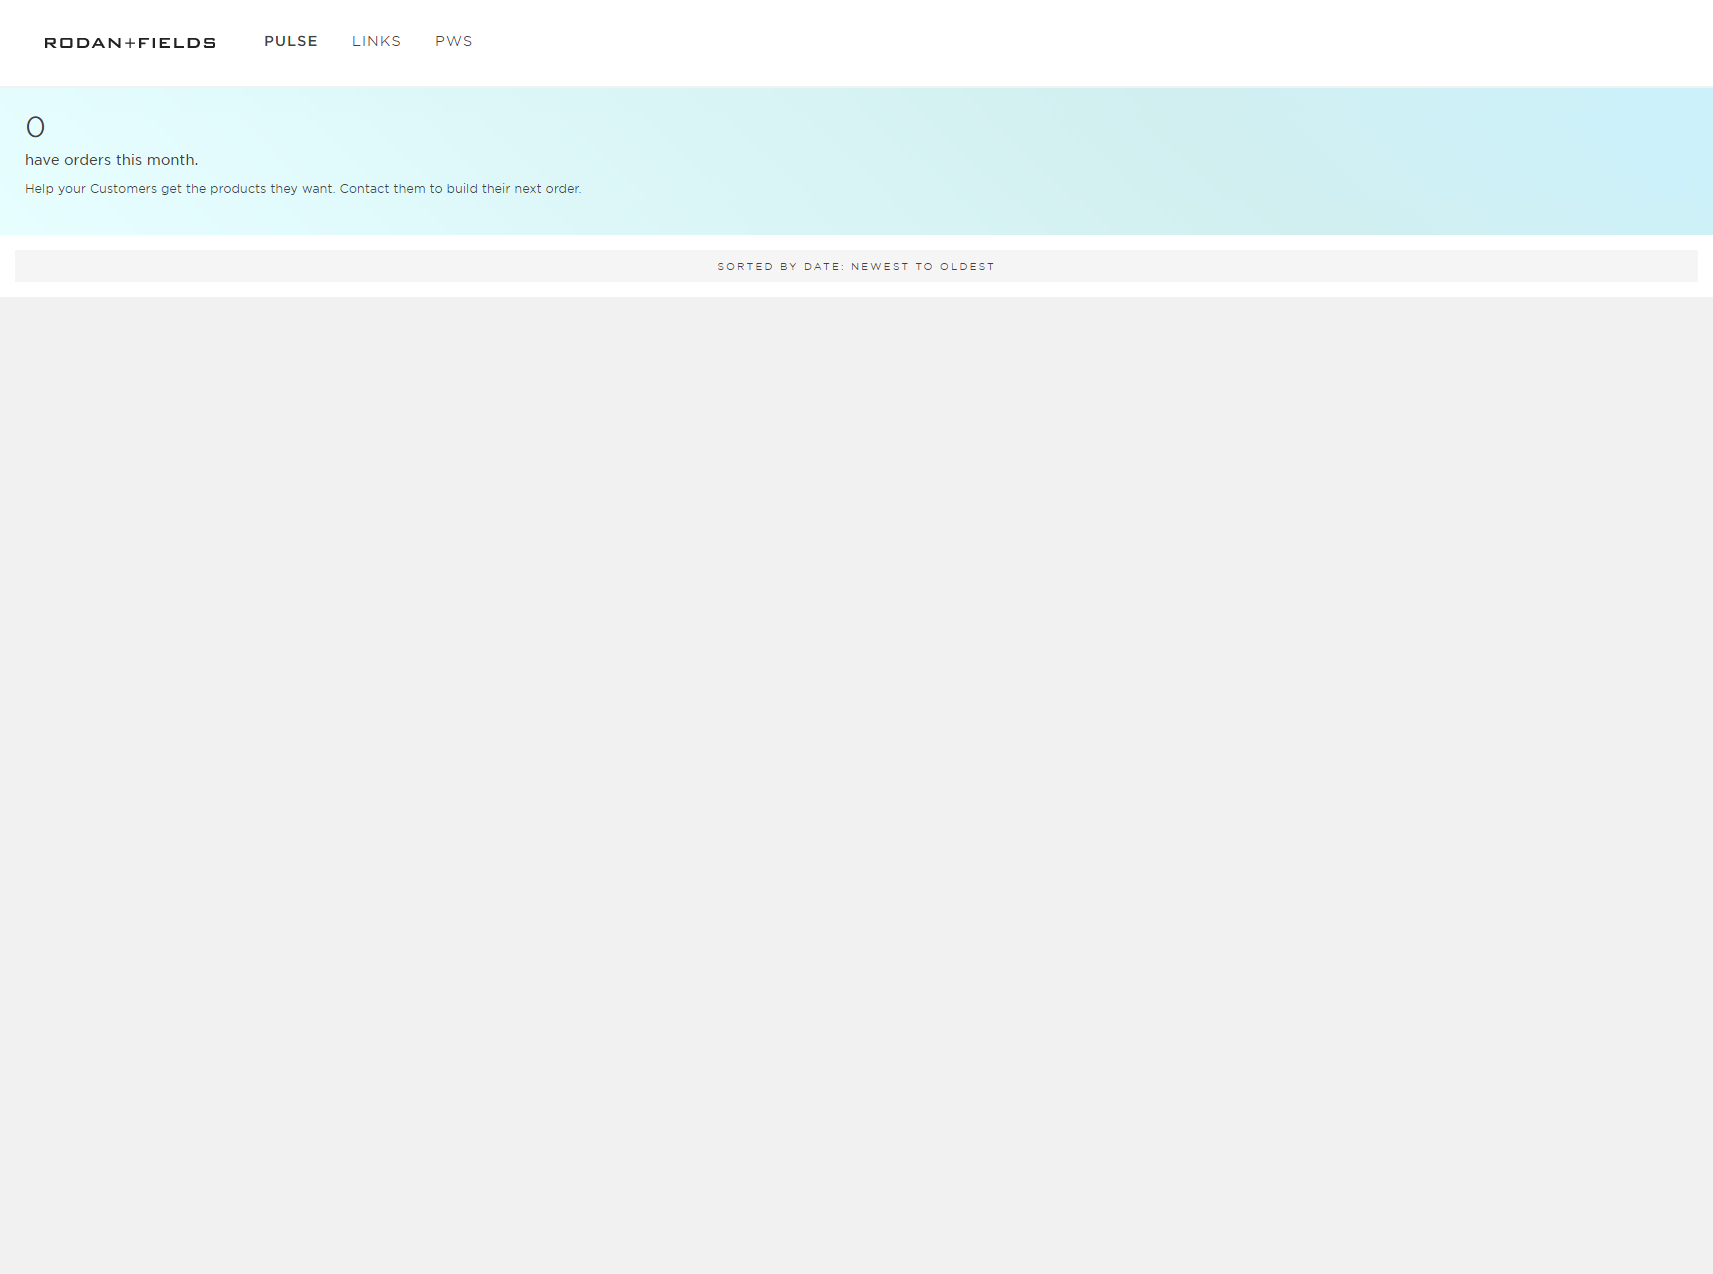 RODAN+FIELDS PULSE LINKS PWS
0
have orders this month.
Help your Customers get the products they want. Contact them to build their next order.
SORTED BY DATE: NEWEST TO OLDEST